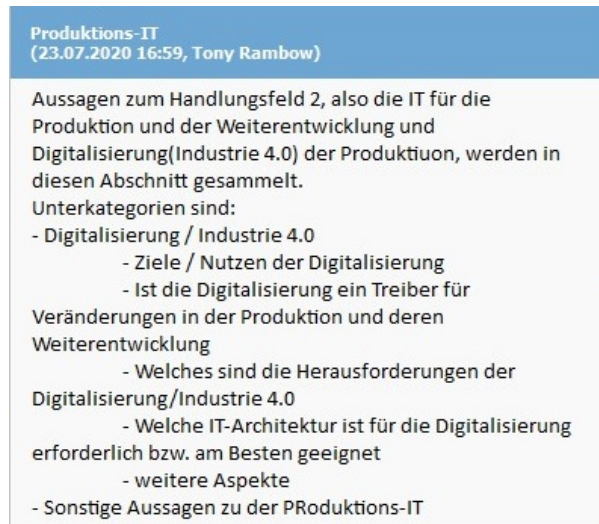 Produktions-IT
(23.07.2020 16:59, Tony Rambow)
Aussagen zum Handlungsfeld 2, also die IT für die
Produktion und der Weiterentwicklung und
Digitalisierung(Industrie 4.0) der Produktiuon, werden in
diesen Abschnitt gesammelt.
Unterkategorien sind:
- Digitalisierung / Industrie 4.0
- Ziele / Nutzen der Digitalisierung
- Ist die Digitalisierung ein Treiber für
Veränderungen in der Produktion und deren
Weiterentwicklung
- Welches sind die Herausforderungen der
Digitalisierung/Industrie 4.0
- Welche IT-Architektur ist für die Digitalisierung
erforderlich bzw. am Besten geeignet
- weitere Aspekte
- Sonstige Aussagen zu der PRoduktions-IT